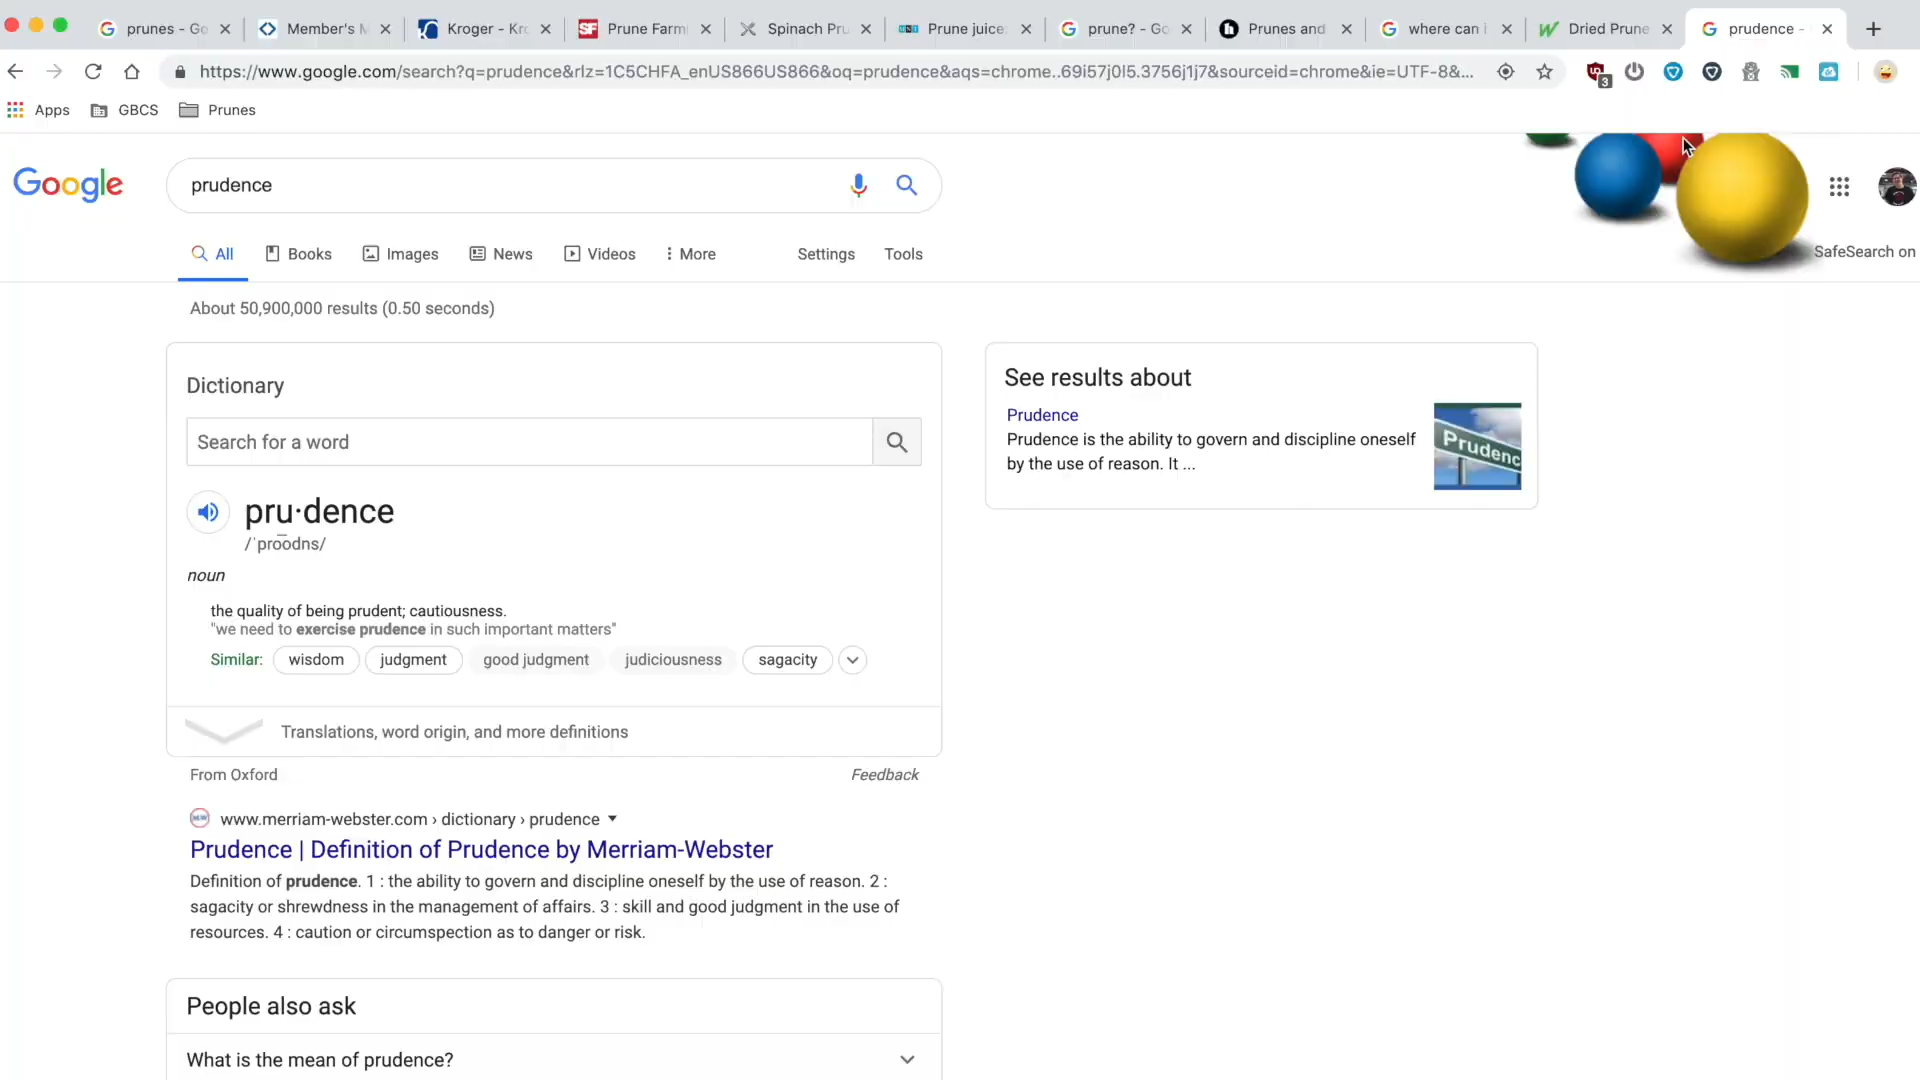 prunes - Go
Member's M
Kroger - Kro
SF
Prune Farmi
Spinach Pru
Prune juice:
prune? - Go
Prunes and
where can i
Dried Prune
prudence -
https://www.google.com/search?q=prudence&rlz=1C5CHFA_enUS866US866&oq=prudence&aqs=chrome..69i57j0l5.3756j1j7&sourceid=chrome&ie=UTF-8&...
3
Apps
GBCS
Prunes
Google
prudence
All
Books
Images
News
Videos
More
Settings
Tools
SafeSearch on
About 50,900,000 results (0.50 seconds)
Dictionary
Search for a word
pru·dence
/ˈpro͞odns/
noun
the quality of being prudent; cautiousness.
"we need to exercise prudence in such important matters"
Similar: wisdom judgment good judgment judiciousness sagacity
Translations, word origin, and more definitions
From Oxford
Feedback
See results about
Prudence
Prudence is the ability to govern and discipline oneself
by the use of reason. It ...
Prudenc
www.merriam-webster.com › dictionary › prudence
Prudence | Definition of Prudence by Merriam-Webster
Definition of prudence. 1 : the ability to govern and discipline oneself by the use of reason. 2 :
sagacity or shrewdness in the management of affairs. 3 : skill and good judgment in the use of
resources. 4 : caution or circumspection as to danger or risk.
People also ask
What is the mean of prudence?